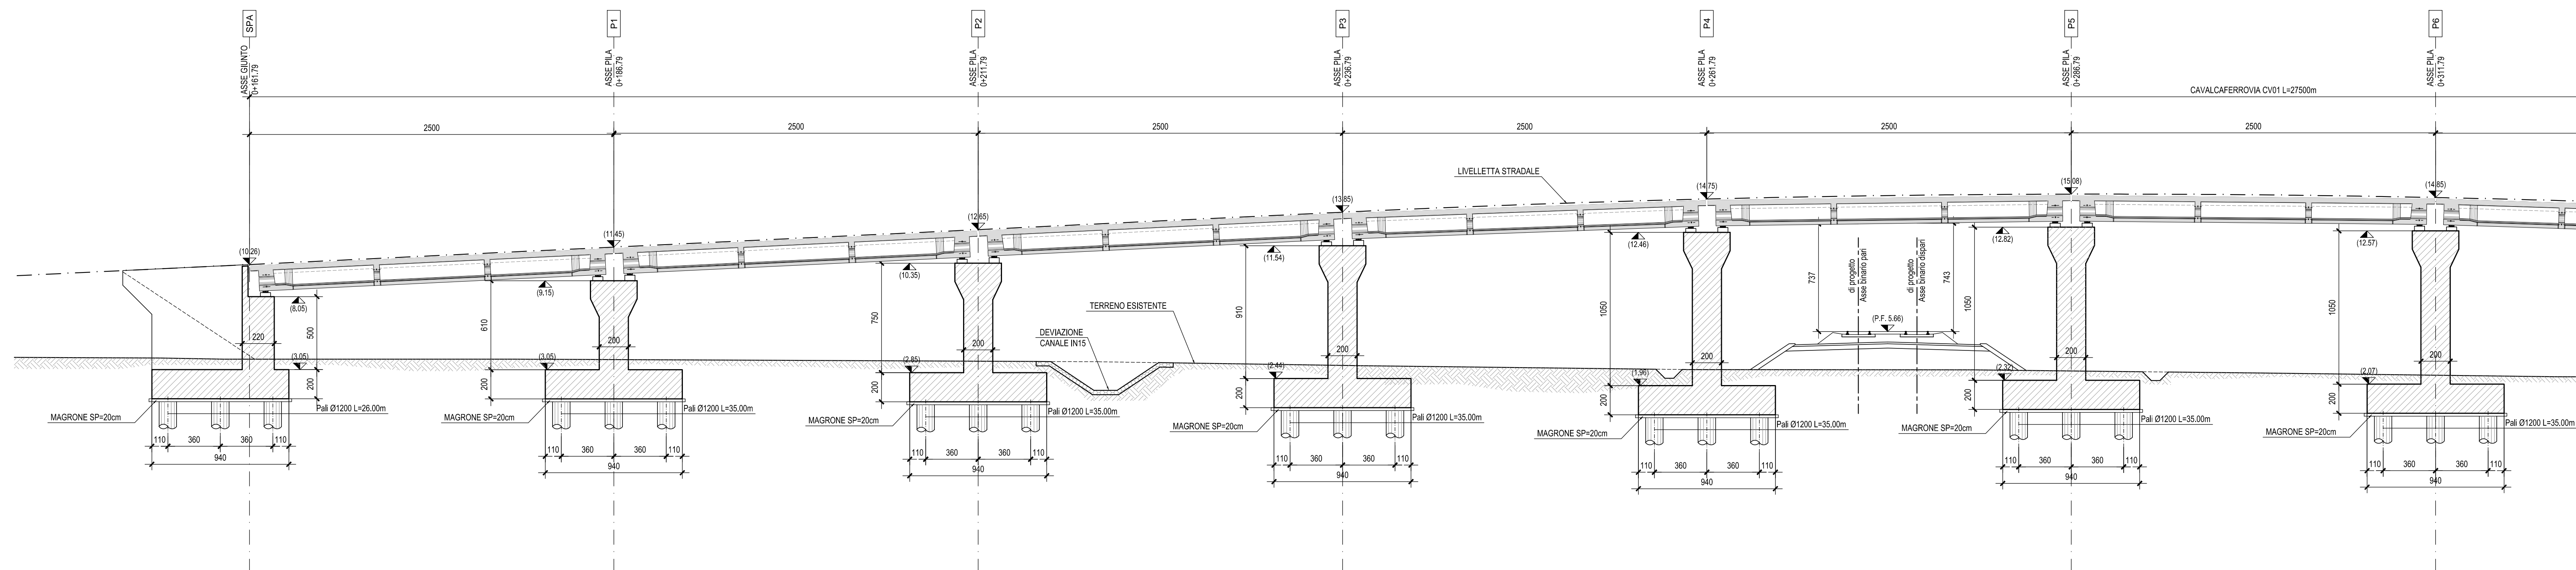 SPA
P1
P2
P3
P4
P5
P6
ASSE GIUNTO
0+161.79
ASSE PILA
0+186.79
ASSE PILA
0+211.79
ASSE PILA
0+236.79
ASSE PILA
0+261.79
ASSE PILA
0+286.79
ASSE PILA
0+311.79
CAVALCAFERROVIA CV01 L=27500m
2500
2500
2500
2500
2500
2500
LIVELLETTA STRADALE
(10.26)
(11.45)
(12.65)
(13.85)
(14.75)
(15.08)
(14.85)
(8.05)
(9.15)
(10.35)
(11.54)
(12.46)
(12.82)
(12.57)
500
610
750
910
1050
1050
1050
737
743
di progetto
Asse binario pari
di progetto
Asse binario dispari
(P.F. 5.66)
TERRENO ESISTENTE
DEVIAZIONE
CANALE IN15
220
200
200
200
200
200
200
(3.05)
(3.05)
(2.85)
(2.44)
(1.96)
(2.32)
(2.07)
200
200
200
200
200
200
200
MAGRONE SP=20cm
Pali Ø1200 L=26.00m
MAGRONE SP=20cm
Pali Ø1200 L=35.00m
MAGRONE SP=20cm
Pali Ø1200 L=35.00m
MAGRONE SP=20cm
Pali Ø1200 L=35.00m
MAGRONE SP=20cm
Pali Ø1200 L=35.00m
MAGRONE SP=20cm
Pali Ø1200 L=35.00m
MAGRONE SP=20cm
Pali Ø1200 L=35.00m
110 360 360 110
940
110 360 360 110
940
110 360 360 110
940
110 360 360 110
940
110 360 360 110
940
110 360 360 110
940
110 360 360 110
940